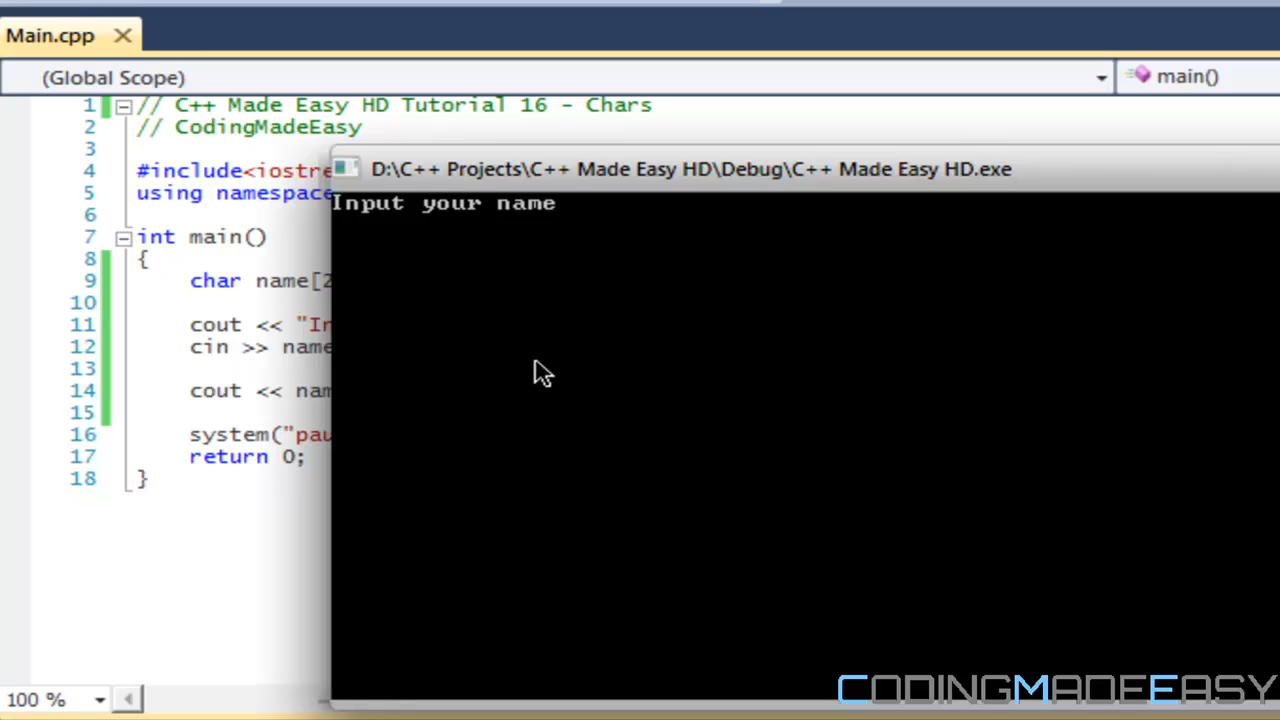 Main.cpp
(Global Scope)
main()
1 // C++ Made Easy HD Tutorial 16 - Chars
2 // CodingMadeEasy
3
4 #include<iostre
5 using namespace
6
7 int main()
8 {
9 char name[2
10
11 cout << "In
12 cin >> name
13
14 cout << nam
15
16 system("pau
17 return 0;
18 }
D:\C++ Projects\C++ Made Easy HD\Debug\C++ Made Easy HD.exe
Input your name
100 %
CODINGMADEEASY